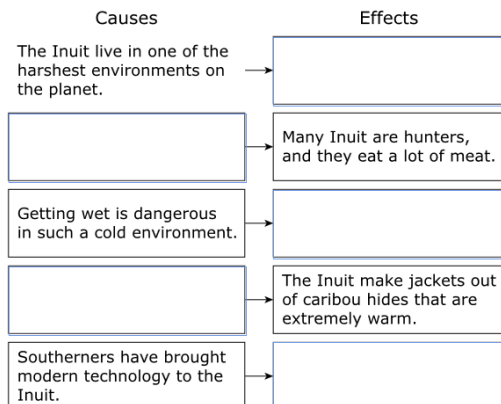 Causes
Effects
The Inuit live in one of the
harshest environments on
the planet.
Many Inuit are hunters,
and they eat a lot of meat.
Getting wet is dangerous
in such a cold environment.
The Inuit make jackets out
of caribou hides that are
extremely warm.
Southerners have brought
modern technology to the
Inuit.